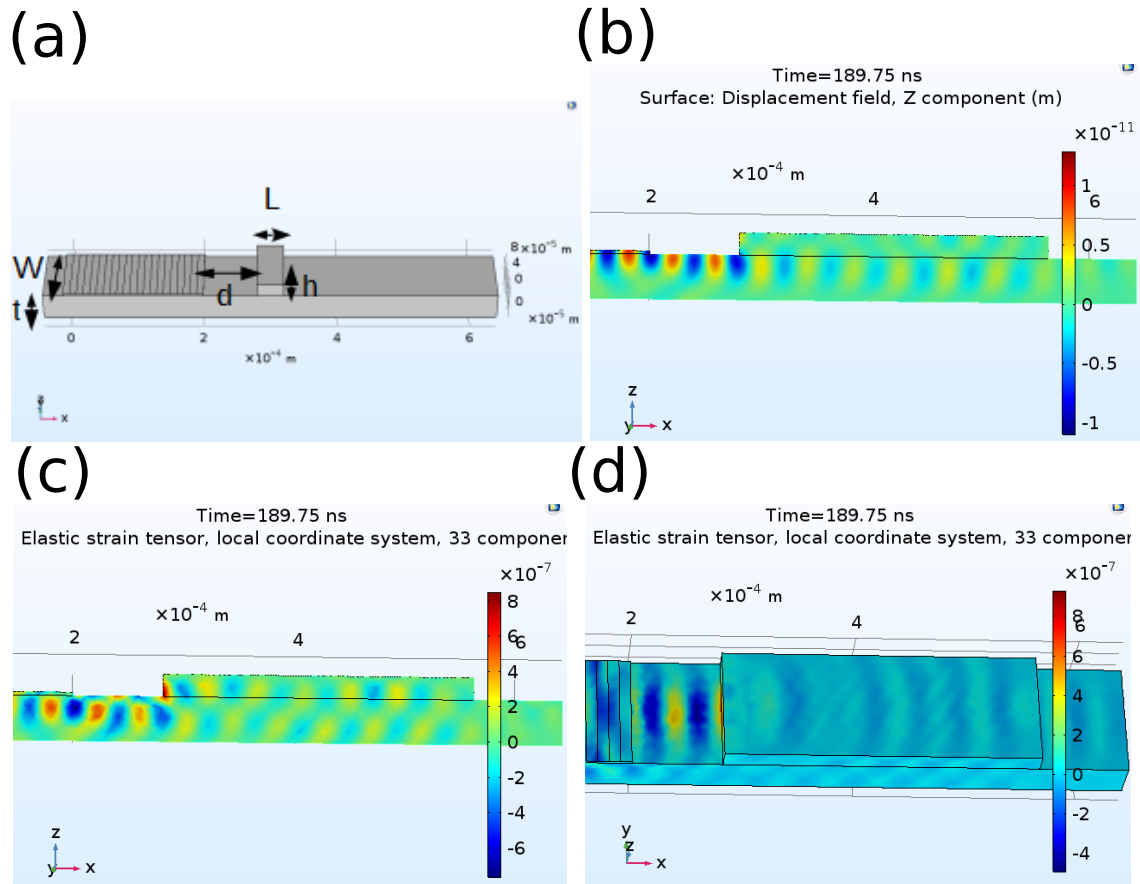 (a)
L
W
d
h
t
8×10⁻⁵ m
4
0
0
×10⁻⁵ m
0
2
4
6
×10⁻⁴ m
z
x
(b)
Time=189.75 ns
Surface: Displacement field, Z component (m)
×10⁻¹¹
×10⁻⁴ m
2
4
6
1
0.5
0
-0.5
-1
z
y
x
(c)
Time=189.75 ns
Elastic strain tensor, local coordinate system, 33 componen
×10⁻⁷
×10⁻⁴ m
2
4
6
8
6
4
2
0
-2
-4
-6
z
y
x
(d)
Time=189.75 ns
Elastic strain tensor, local coordinate system, 33 componer
×10⁻⁷
×10⁻⁴ m
2
4
6
8
6
4
2
0
-2
-4
y
z
x